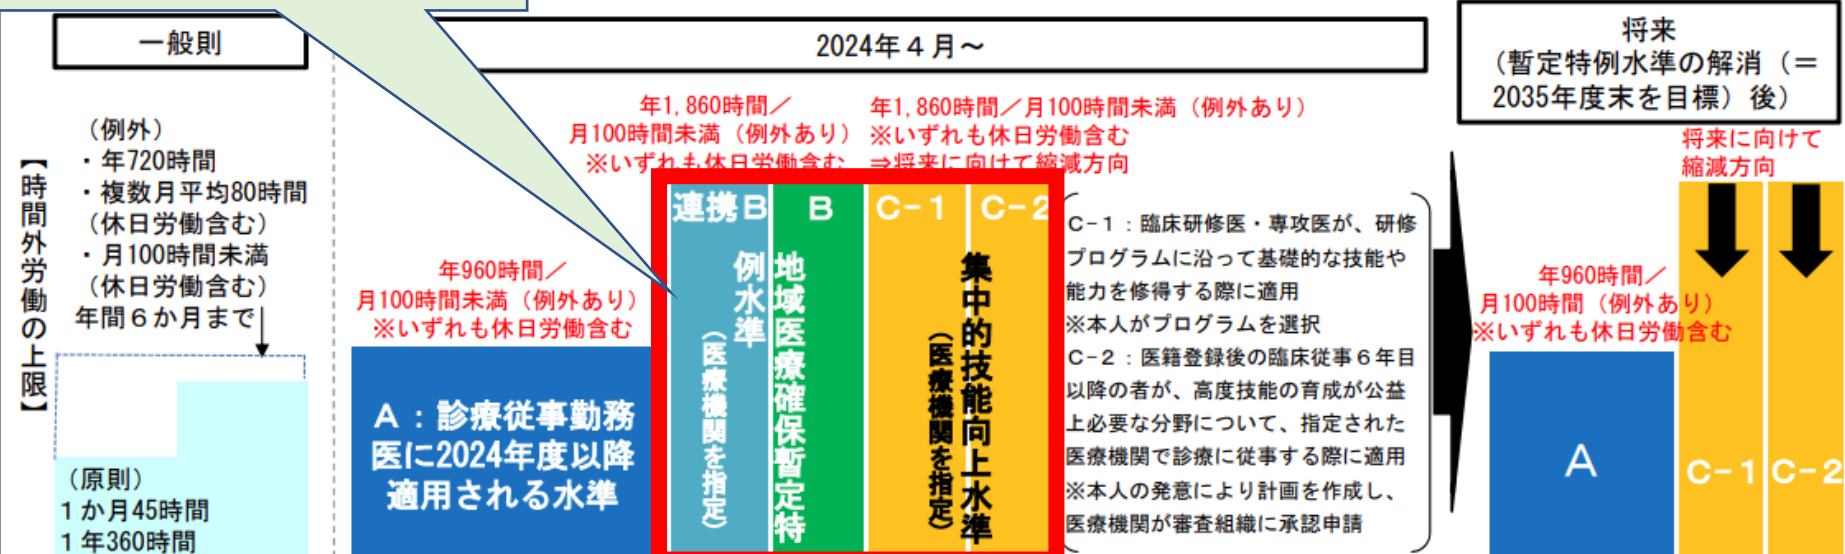 一般則
2024年４月～
将来
（暫定特例水準の解消（＝
2035年度末を目標）後）
【時間外労働の上限】
（例外）
・年720時間
・複数月平均80時間
（休日労働含む）
・月100時間未満
（休日労働含む）
年間６か月まで
（原則）
１か月45時間
１年360時間
年960時間／
月100時間未満（例外あり）
※いずれも休日労働含む
Ａ：診療従事勤務
医に2024年度以降
適用される水準
年1,860時間／
月100時間未満（例外あり）
※いずれも休日労働含む
年1,860時間／月100時間未満（例外あり）
※いずれも休日労働含む
⇒将来に向けて縮減方向
連携Ｂ
Ｂ
Ｃ－１
Ｃ－２
地域医療確保暫定特
例水準
（医療機関を指定）
集中的技能向上水準
（医療機関を指定）
Ｃ－１：臨床研修医・専攻医が、研修
プログラムに沿って基礎的な技能や
能力を修得する際に適用
※本人がプログラムを選択
Ｃ－２：医籍登録後の臨床従事６年目
以降の者が、高度技能の育成が公益
上必要な分野について、指定された
医療機関で診療に従事する際に適用
※本人の発意により計画を作成し、
医療機関が審査組織に承認申請
将来に向けて
縮減方向
年960時間／
月100時間（例外あり）
※いずれも休日労働含む
Ａ
Ｃ－１
Ｃ－２